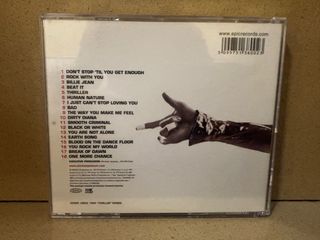 www.epicrecords.com
1 DON'T STOP 'TIL YOU GET ENOUGH
2 ROCK WITH YOU
3 BILLIE JEAN
4 BEAT IT
5 THRILLER
6 HUMAN NATURE
7 I JUST CAN'T STOP LOVING YOU
8 BAD
9 THE WAY YOU MAKE ME FEEL
10 DIRTY DIANA
11 SMOOTH CRIMINAL
12 BLACK OR WHITE
13 YOU ARE NOT ALONE
14 EARTH SONG
15 BLOOD ON THE DANCE FLOOR
16 YOU ROCK MY WORLD
17 BREAK OF DAWN
18 ONE MORE CHANCE